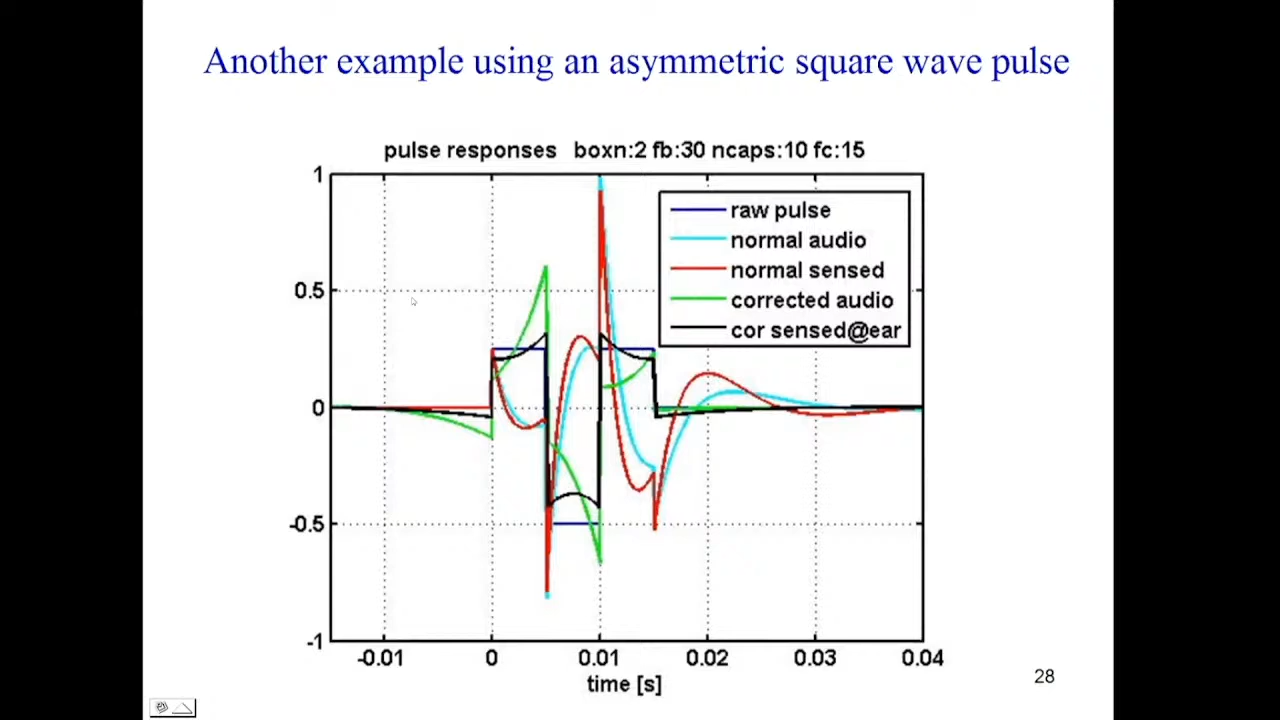 Another example using an asymmetric square wave pulse
pulse responses boxn:2 fb:30 ncaps:10 fc:15
1
0.5
0
-0.5
-1
raw pulse
normal audio
normal sensed
corrected audio
cor sensed@ear
-0.01 0 0.01 0.02 0.03 0.04
time [s]
28